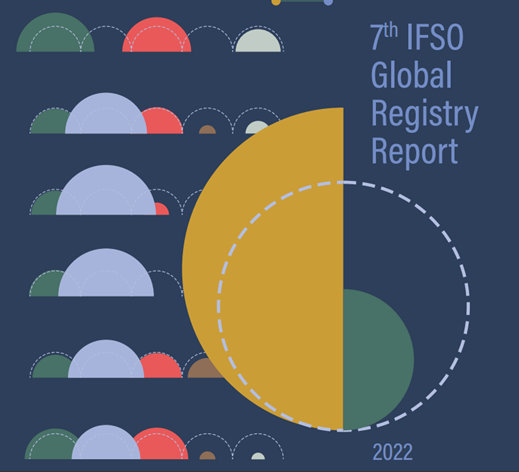 7th IFSO
Global
Registry
Report
2022